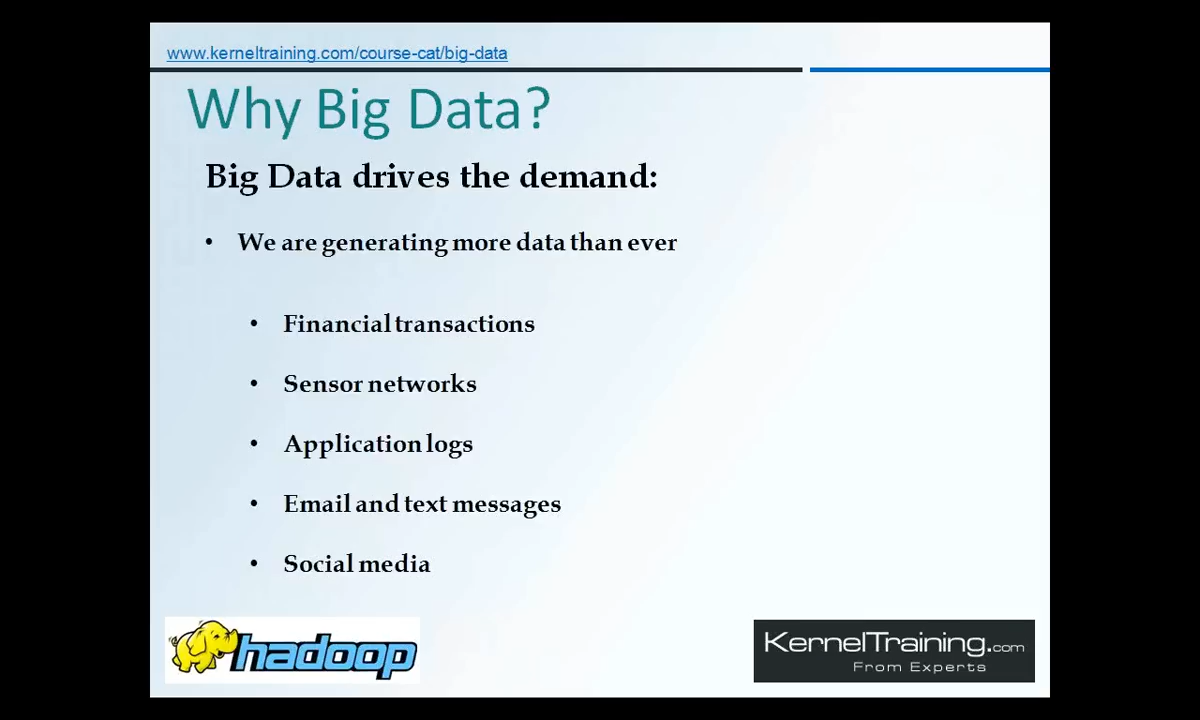 www.kerneltraining.com/course-cat/big-data
Why Big Data?
Big Data drives the demand:
• We are generating more data than ever
• Financial transactions
• Sensor networks
• Application logs
• Email and text messages
• Social media
hadoop
KernelTraining.com
From Experts